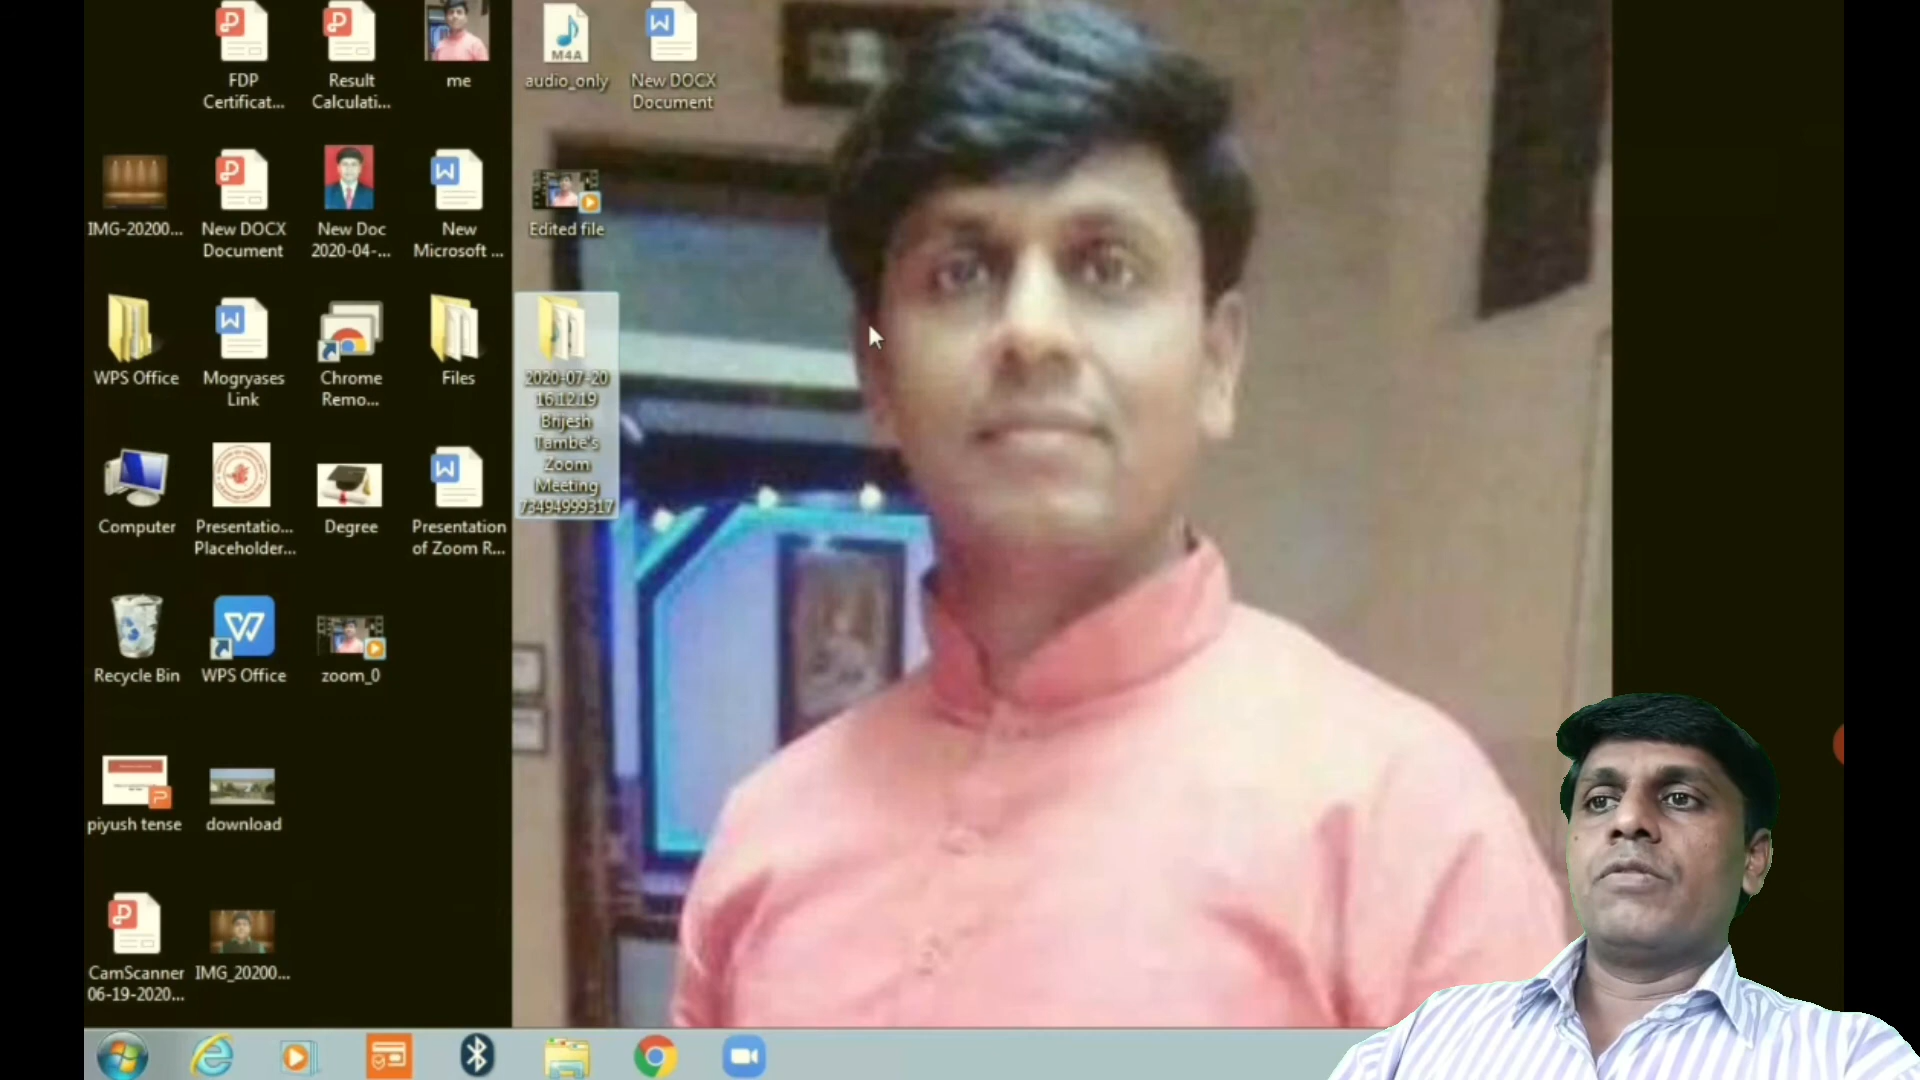 FDP
Certificat...
Result
Calculati...
me
M4A
audio_only
New DOCX
Document
IMG-20200...
New DOCX
Document
New Doc
2020-04-...
New
Microsoft ...
Edited file
WPS Office
Mogryases
Link
Chrome
Remo...
Files
2020-07-20
16.12.19
Brijesh
Tambe's
Zoom
Meeting
73494999317
Computer
Presentatio...
Placeholder...
Degree
Presentation
of Zoom R...
Recycle Bin
WPS Office
zoom_0
piyush tense
download
CamScanner
06-19-2020...
IMG_20200...